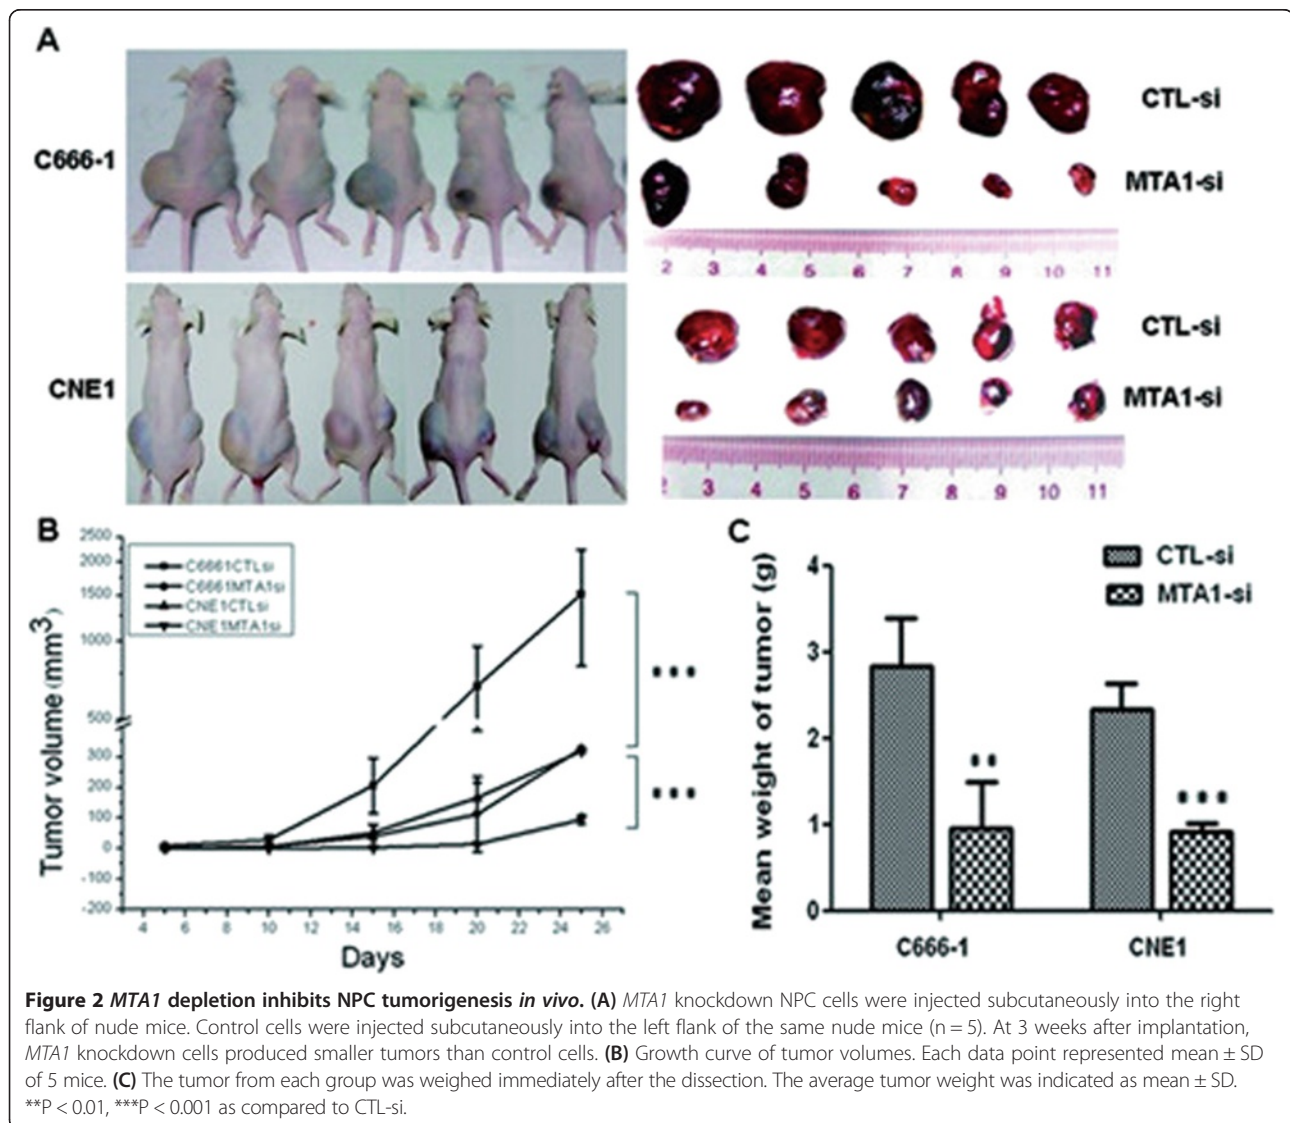 A
C666-1
CTL-si
MTA1-si
2 3 4 5 6 7 8 9 10 11
CNE1
CTL-si
MTA1-si
2 3 4 5 6 7 8 9 10 11
B
2500
2000
1500
1000
500
300
200
100
0
-100
-200
Tumor volume (mm3)
C6661CTLsi
C6661MTA1si
CNE1CTLsi
CNE1MTA1si
***
***
4 6 8 10 12 14 16 18 20 22 24 26
Days
C
CTL-si
MTA1-si
Mean weight of tumor (g)
4
3
2
1
0
**
***
C666-1 CNE1
Figure 2 MTA1 depletion inhibits NPC tumorigenesis in vivo. (A) MTA1 knockdown NPC cells were injected subcutaneously into the right
flank of nude mice. Control cells were injected subcutaneously into the left flank of the same nude mice (n = 5). At 3 weeks after implantation,
MTA1 knockdown cells produced smaller tumors than control cells. (B) Growth curve of tumor volumes. Each data point represented mean ± SD
of 5 mice. (C) The tumor from each group was weighed immediately after the dissection. The average tumor weight was indicated as mean ± SD.
**P < 0.01, ***P < 0.001 as compared to CTL-si.